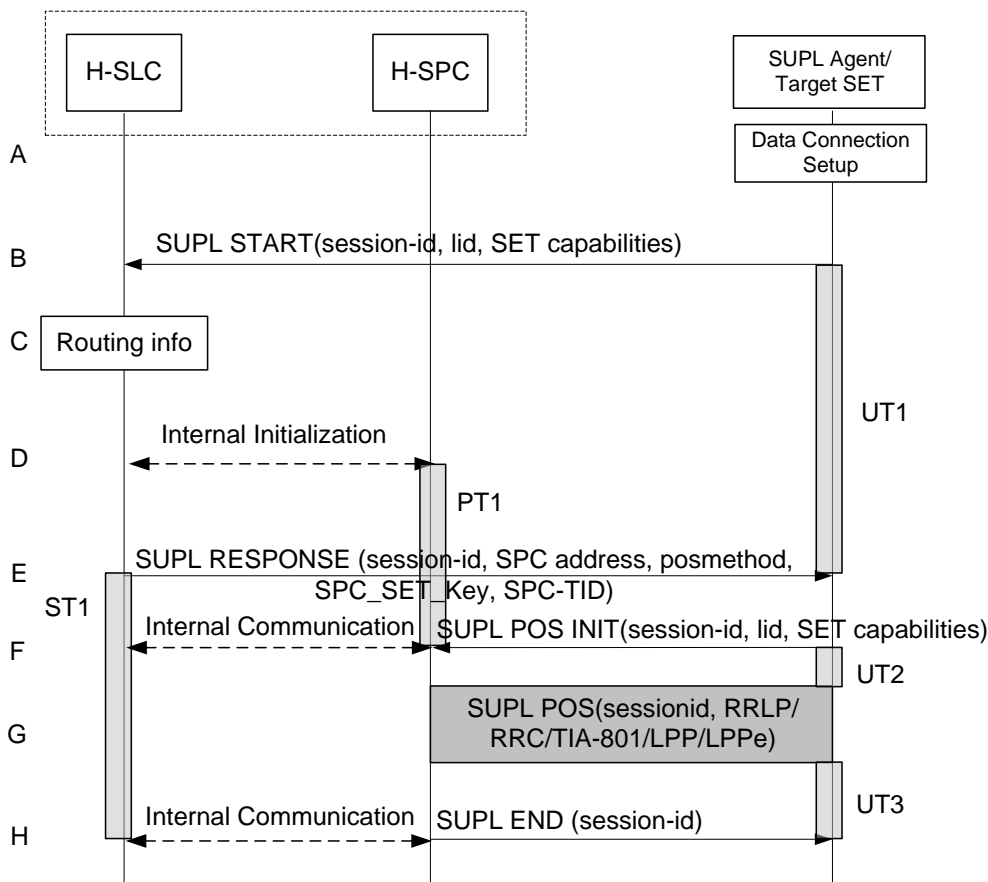 H-SLC
H-SPC
SUPL Agent/
Target SET
A
Data Connection
Setup
B
SUPL START(session-id, lid, SET capabilities)
C
Routing info
UT1
D
Internal Initialization
PT1
E
SUPL RESPONSE (session-id, SPC address, posmethod,
SPC_SET_Key, SPC-TID)
ST1
F
Internal Communication
SUPL POS INIT(session-id, lid, SET capabilities)
UT2
G
SUPL POS(sessionid, RRLP/
RRC/TIA-801/LPP/LPPe)
UT3
H
Internal Communication
SUPL END (session-id)